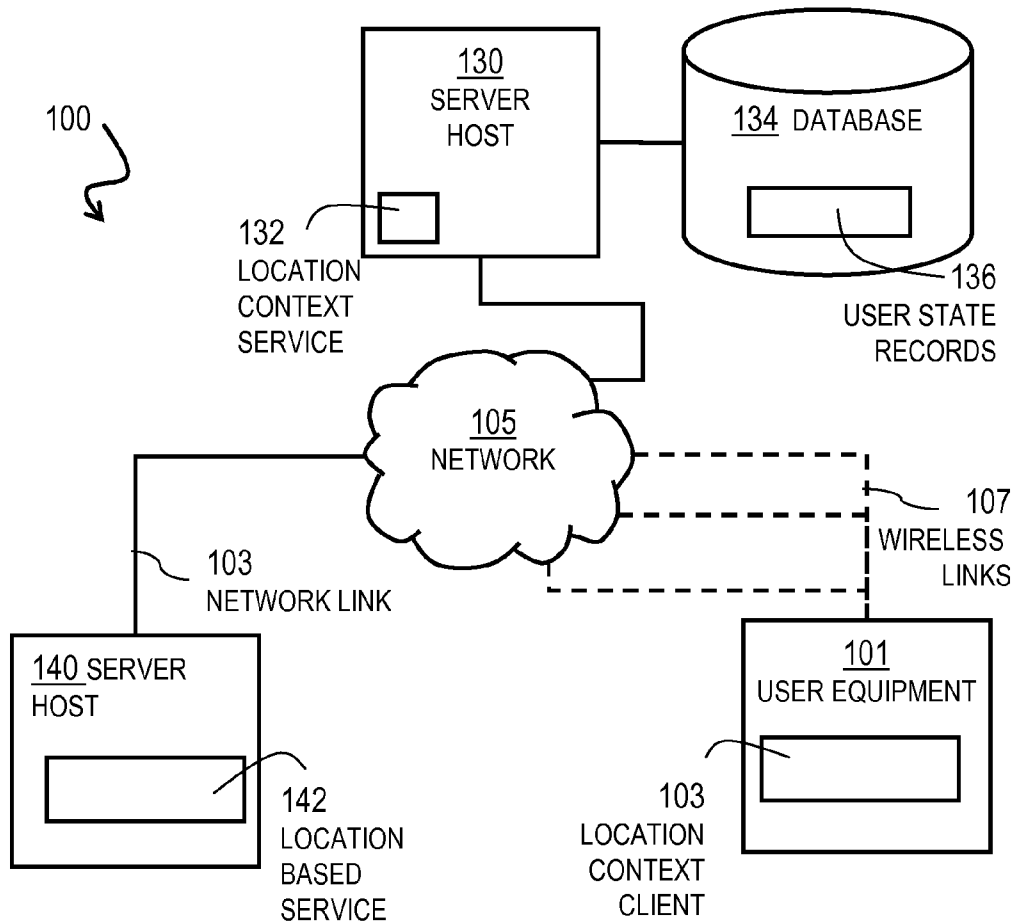 100
130
SERVER
HOST
134 DATABASE
132
LOCATION
CONTEXT
SERVICE
136
USER STATE
RECORDS
105
NETWORK
107
WIRELESS
LINKS
103
NETWORK LINK
140 SERVER
HOST
101
USER EQUIPMENT
142
LOCATION
BASED
SERVICE
103
LOCATION
CONTEXT
CLIENT